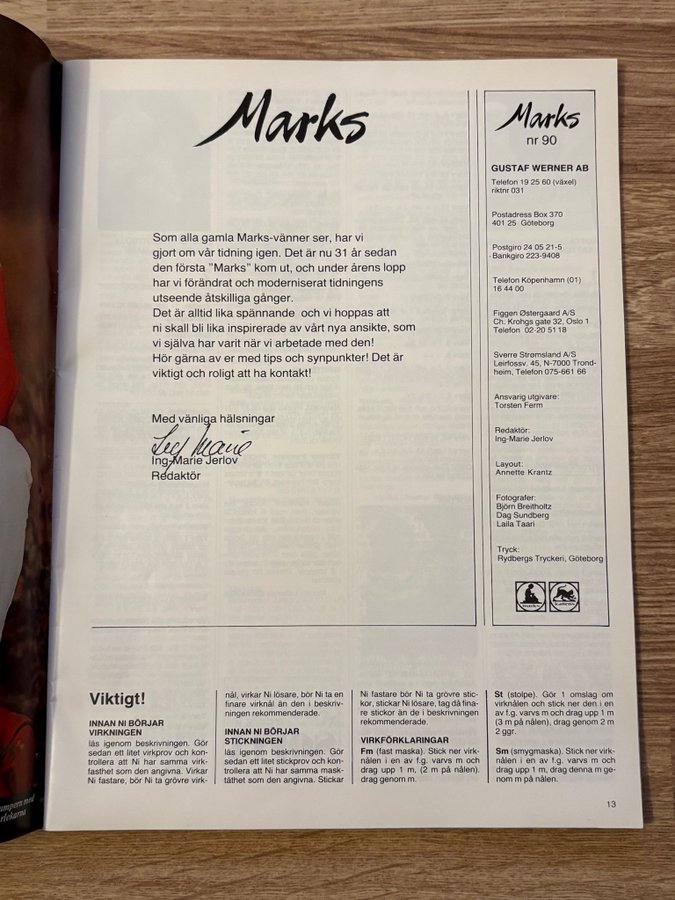 Marks
Som alla gamla Marks-vänner ser, har vi
gjort om vår tidning igen. Det är nu 31 år sedan
den första ”Marks” kom ut, och under årens lopp
har vi förändrat och moderniserat tidningens
utseende åtskilliga gånger.
Det är alltid lika spännande och vi hoppas att
ni skall bli lika inspirerade av vårt nya ansikte, som
vi själva har varit när vi arbetade med den!
Hör gärna av er med tips och synpunkter! Det är
viktigt och roligt att ha kontakt!
Med vänliga hälsningar
Ing-Marie
Ing-Marie Jerlov
Redaktör
Marks
nr 90
GUSTAF WERNER AB
Telefon 19 25 60 (växel)
riktnr 031
Postadress Box 370
401 25 Göteborg
Postgiro 24 05 21-5
Bankgiro 223-9408
Telefon Köpenhamn (01)
16 44 00
Figgen Østergaard A/S
Ch. Krohgs gate 32, Oslo 1
Telefon 02-20 51 18
Sverre Strømsland A/S
Leirfossv. 45, N-7000 Trond-
heim, Telefon 075-661 66
Ansvarig utgivare:
Torsten Ferm
Redaktör:
Ing-Marie Jerlov
Layout:
Annette Krantz
Fotografer:
Björn Breitholtz
Dag Sundberg
Laila Taari
Tryck:
Rydbergs Tryckeri, Göteborg
marks
kattens
Viktigt!
INNAN NI BÖRJAR
VIRKNINGEN
läs igenom beskrivningen. Gör
sedan ett litet virkprov och kon-
trollera att Ni har samma virk-
fasthet som den angivna. Virkar
Ni fastare, bör Ni ta grövre virk-
nål, virkar Ni lösare, bör Ni ta en
finare virknål än den i beskriv-
ningen rekommenderade.
INNAN NI BÖRJAR
STICKNINGEN
läs igenom beskrivningen. Gör
sedan ett litet stickprov och kon-
trollera att Ni har samma mask-
täthet som den angivna. Stickar
Ni fastare bör Ni ta grövre stic-
kor, stickar Ni lösare, tag då fina-
re stickor än de i beskrivningen
rekommenderade.
VIRKFÖRKLARINGAR
Fm (fast maska). Stick ner virk-
nålen i en av f.g. varvs m och
drag upp 1 m, (2 m på nålen).
drag genom m.
St (stolpe). Gör 1 omslag om
virknålen och stick ner den i en
av f.g. varvs m och drag upp 1 m
(3 m på nålen), drag genom 2 m
2 ggr.
Sm (smygmaska). Stick ner virk-
nålen i en av f.g. varvs m och
drag upp 1 m, drag denna m ge-
nom m på nålen.
13